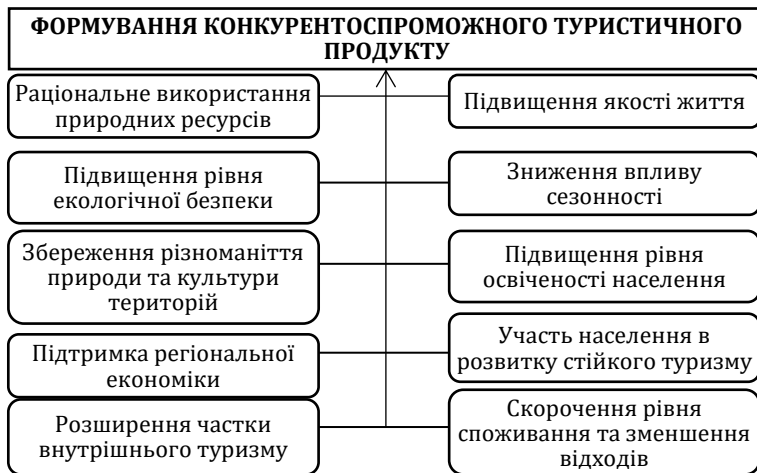 ФОРМУВАННЯ КОНКУРЕНТОСПРОМОЖНОГО ТУРИСТИЧНОГО
ПРОДУКТУ
Раціональне використання
природних ресурсів
Підвищення якості життя
Підвищення рівня
екологічної безпеки
Зниження впливу
сезонності
Збереження різноманіття
природи та культури
територій
Підвищення рівня
освіченості населення
Підтримка регіональної
економіки
Участь населення в
розвитку стійкого туризму
Розширення частки
внутрішнього туризму
Скорочення рівня
споживання та зменшення
відходів